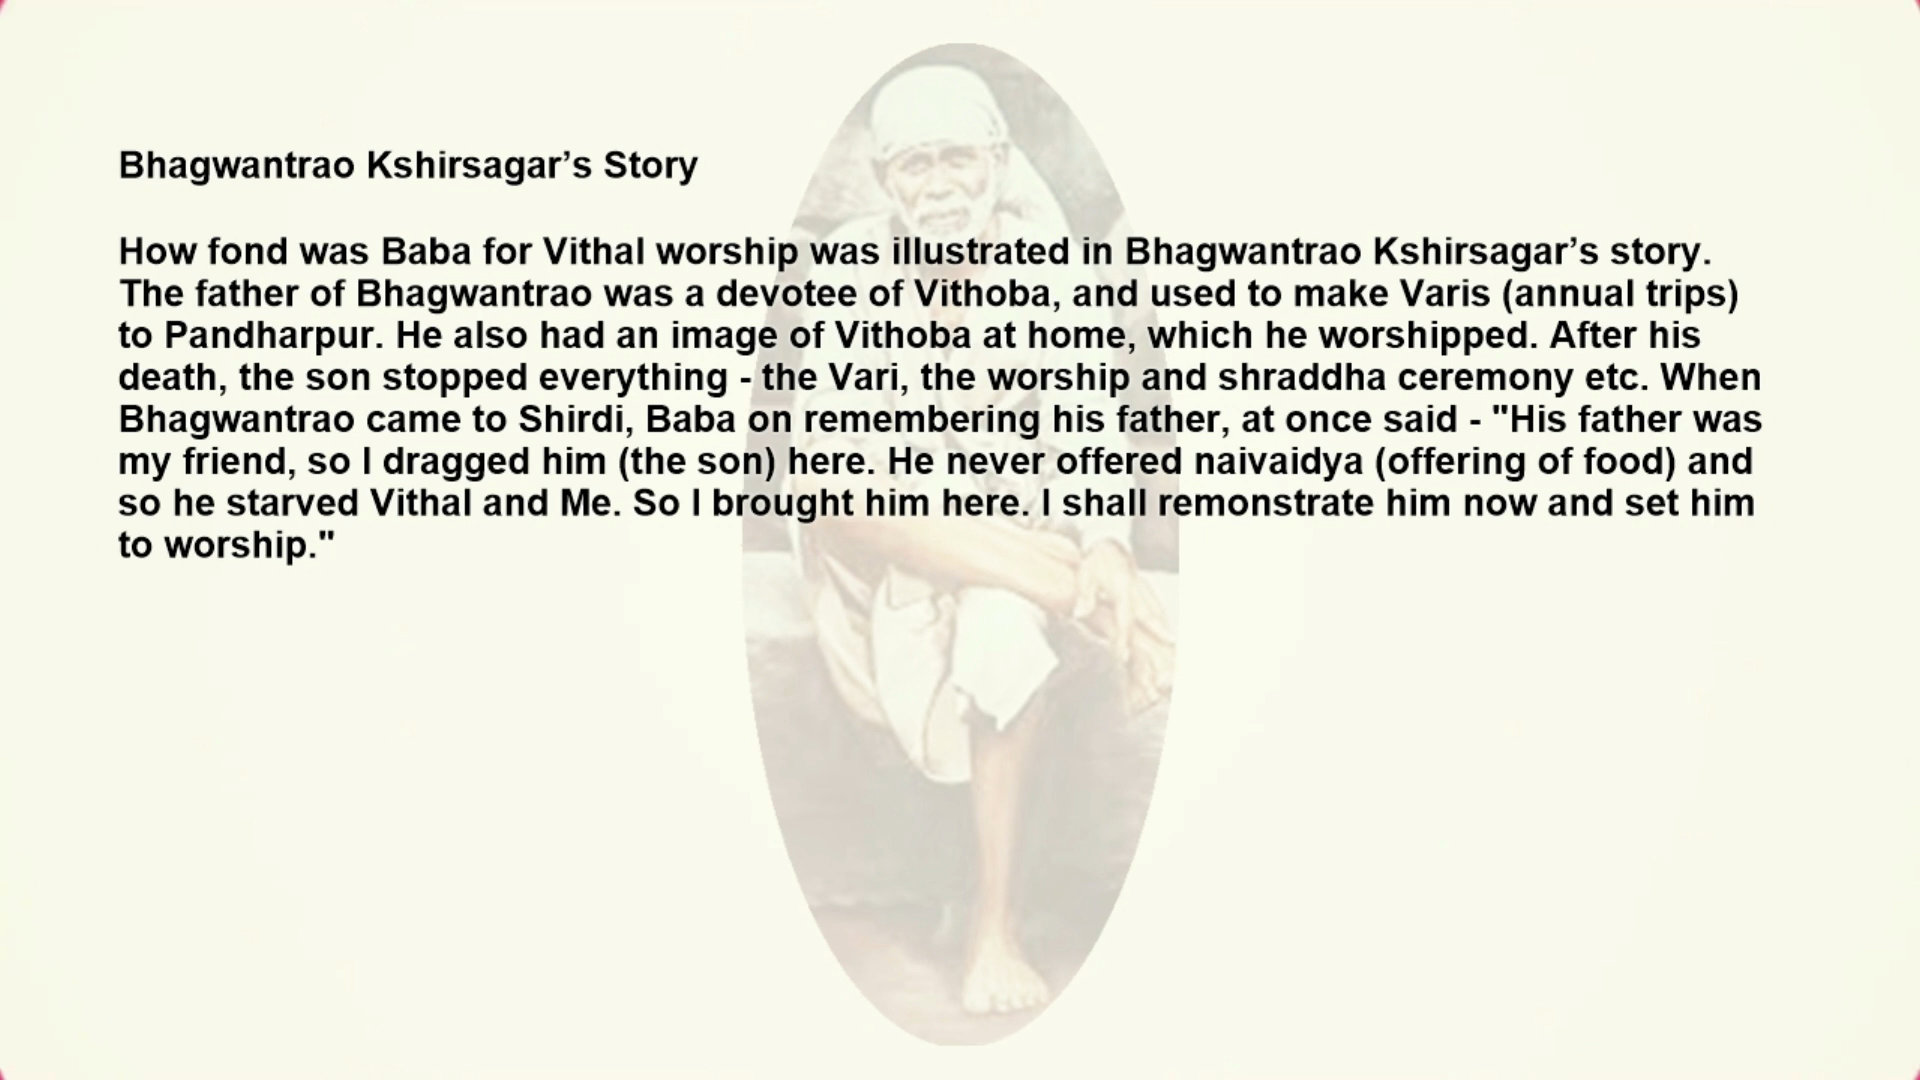 Bhagwantrao Kshirsagar’s Story
How fond was Baba for Vithal worship was illustrated in Bhagwantrao Kshirsagar’s story.
The father of Bhagwantrao was a devotee of Vithoba, and used to make Varis (annual trips)
to Pandharpur. He also had an image of Vithoba at home, which he worshipped. After his
death, the son stopped everything - the Vari, the worship and shraddha ceremony etc. When
Bhagwantrao came to Shirdi, Baba on remembering his father, at once said - "His father was
my friend, so I dragged him (the son) here. He never offered naivaidya (offering of food) and
so he starved Vithal and Me. So I brought him here. I shall remonstrate him now and set him
to worship."